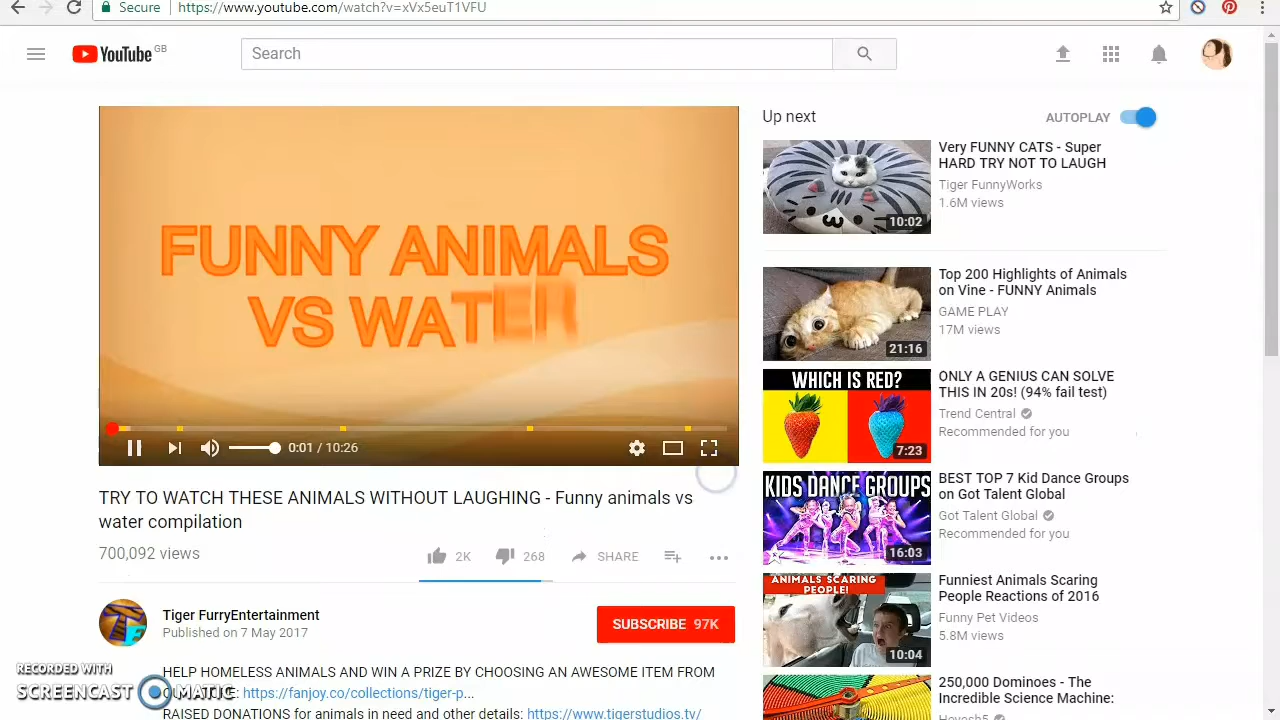 Secure https://www.youtube.com/watch?v=xVx5euT1VFU
YouTube GB
Search
FUNNY ANIMALS
VS WATER
0:01 / 10:26
TRY TO WATCH THESE ANIMALS WITHOUT LAUGHING - Funny animals vs
water compilation
700,092 views
2K 268 SHARE
Tiger FurryEntertainment
Published on 7 May 2017
SUBSCRIBE 97K
HELP HOMELESS ANIMALS AND WIN A PRIZE BY CHOOSING AN AWESOME ITEM FROM
https://fanjoy.co/collections/tiger-p...
RAISED DONATIONS for animals in need and other details: https://www.tigerstudios.tv/
RECORDED WITH
SCREENCAST MATIC
Up next
AUTOPLAY
Very FUNNY CATS - Super
HARD TRY NOT TO LAUGH
Tiger FunnyWorks
1.6M views
10:02
Top 200 Highlights of Animals
on Vine - FUNNY Animals
GAME PLAY
17M views
21:16
WHICH IS RED?
7:23
ONLY A GENIUS CAN SOLVE
THIS IN 20s! (94% fail test)
Trend Central
Recommended for you
KIDS DANCE GROUPS
16:03
BEST TOP 7 Kid Dance Groups
on Got Talent Global
Got Talent Global
Recommended for you
ANIMALS SCARING
PEOPLE!
10:04
Funniest Animals Scaring
People Reactions of 2016
Funny Pet Videos
5.8M views
250,000 Dominoes - The
Incredible Science Machine:
Hevesh5